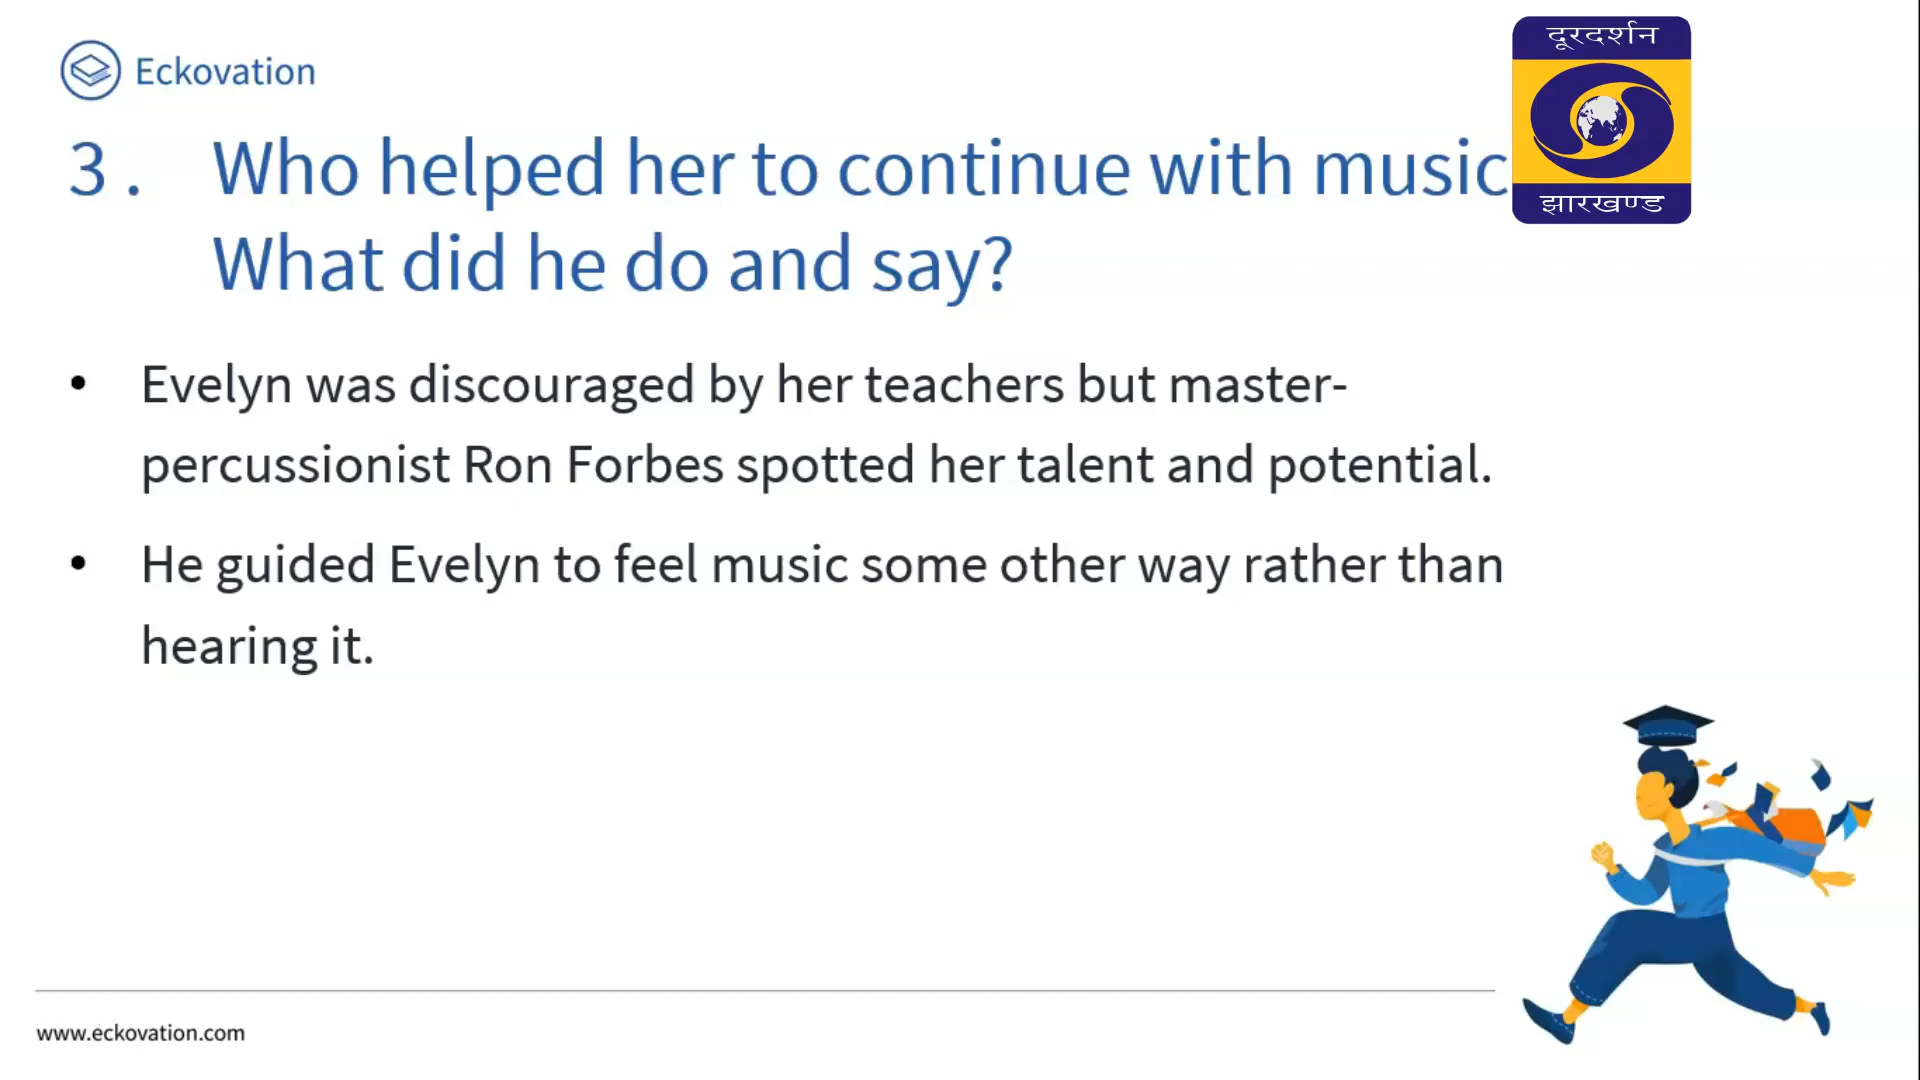 Eckovation
दूरदर्शन
झारखण्ड
3 . Who helped her to continue with music
What did he do and say?
• Evelyn was discouraged by her teachers but master-
percussionist Ron Forbes spotted her talent and potential.
• He guided Evelyn to feel music some other way rather than
hearing it.
www.eckovation.com